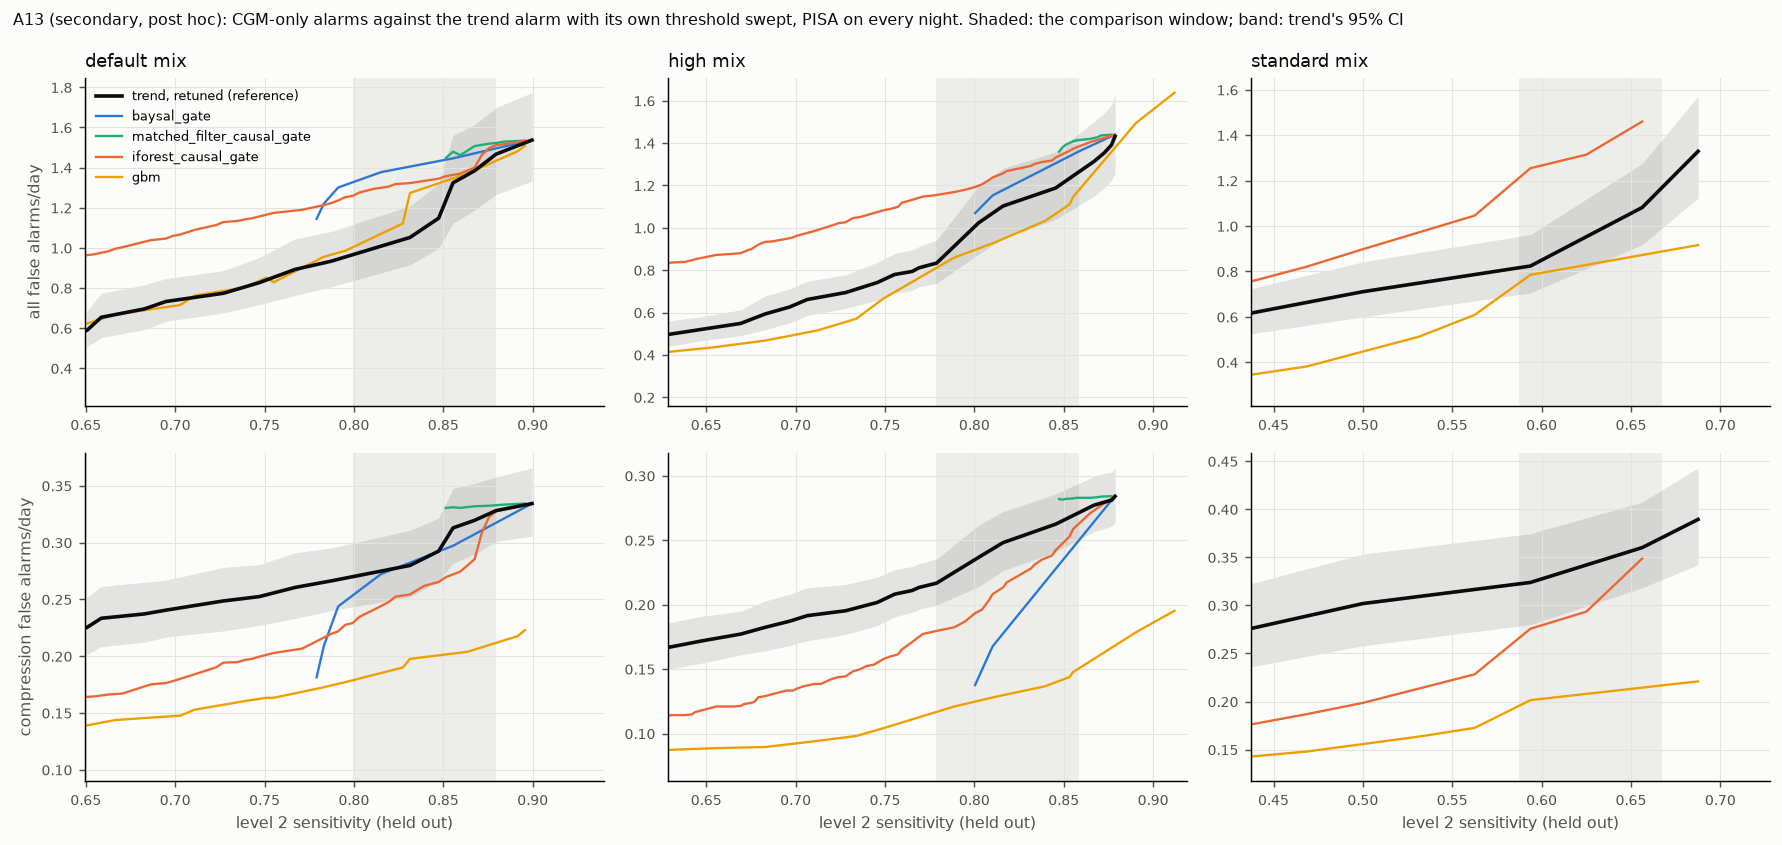 A13 (secondary, post hoc): CGM-only alarms against the trend alarm with its own threshold swept, PISA on every night. Shaded: the comparison window; band: trend's 95% CI
default mix
high mix
standard mix
trend, retuned (reference)
baysal_gate
matched_filter_causal_gate
iforest_causal_gate
gbm
all false alarms/day
1.8
1.6
1.4
1.2
1.0
0.8
0.6
0.4
0.65 0.70 0.75 0.80 0.85 0.90
1.6
1.4
1.2
1.0
0.8
0.6
0.4
0.2
0.65 0.70 0.75 0.80 0.85 0.90
1.6
1.4
1.2
1.0
0.8
0.6
0.4
0.45 0.50 0.55 0.60 0.65 0.70
compression false alarms/day
0.35
0.30
0.25
0.20
0.15
0.10
0.65 0.70 0.75 0.80 0.85 0.90
level 2 sensitivity (held out)
0.30
0.25
0.20
0.15
0.10
0.65 0.70 0.75 0.80 0.85 0.90
level 2 sensitivity (held out)
0.45
0.40
0.35
0.30
0.25
0.20
0.15
0.45 0.50 0.55 0.60 0.65 0.70
level 2 sensitivity (held out)